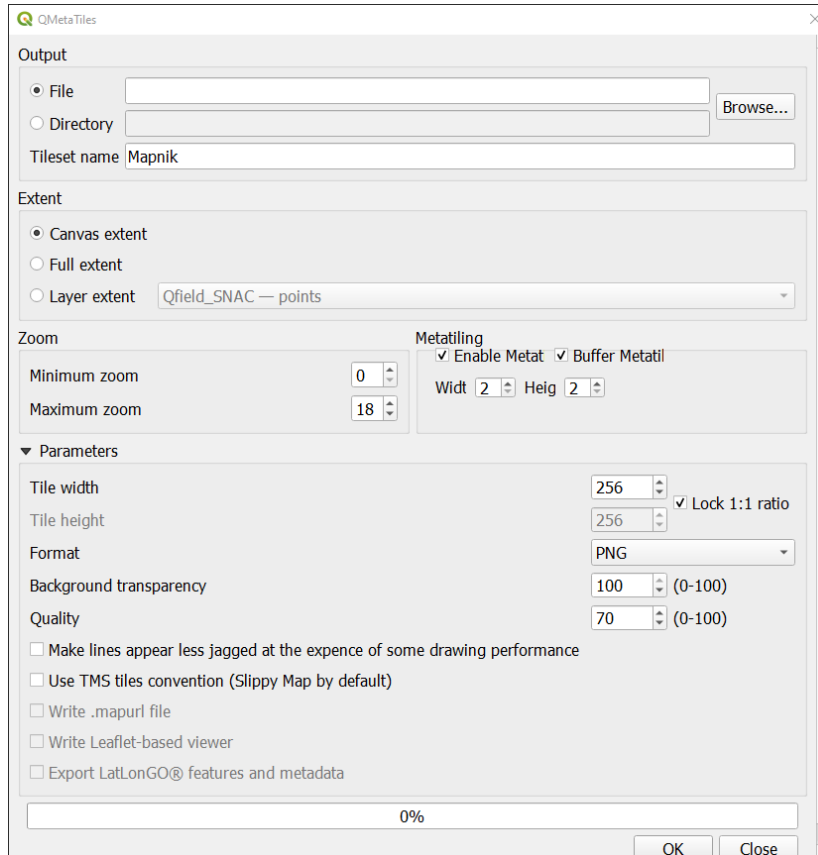 QMetaTiles
Output
File
Browse...
Directory
Tileset name Mapnik
Extent
Canvas extent
Full extent
Layer extent Qfield_SNAC — points
Zoom
Minimum zoom 0
Maximum zoom 18
Metatiling
Enable Metat Buffer Metatil
Widt 2 Heig 2
Parameters
Tile width 256
Lock 1:1 ratio
Tile height 256
Format PNG
Background transparency 100 (0-100)
Quality 70 (0-100)
Make lines appear less jagged at the expence of some drawing performance
Use TMS tiles convention (Slippy Map by default)
Write .mapurl file
Write Leaflet-based viewer
Export LatLonGO® features and metadata
0%
OK Close